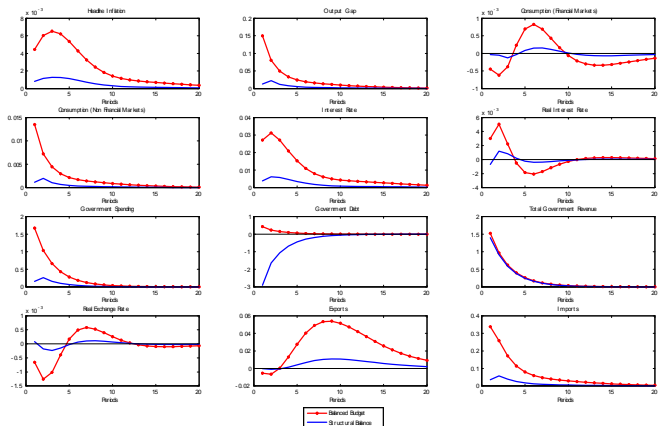 Headline Inflation
Output Gap
Consumption (Financial Markets)
x 10 -3
8
6
4
2
0
0 5 10 15 20
0.2
0.15
0.1
0.05
0
0 5 10 15 20
x 10 -3
1
0.5
0
-0.5
-1
0 5 10 15 20
Periods
Periods
Periods
Consumption (Non Financial Markets)
Interest Rate
Real Interest Rate
0.015
0.01
0.005
0
0 5 10 15 20
0.04
0.03
0.02
0.01
0
0 5 10 15 20
x 10 -3
6
4
2
0
-2
-4
0 5 10 15 20
Periods
Periods
Periods
Government Spending
Government Debt
Total Government Revenue
2
1.5
1
0.5
0
0 5 10 15 20
1
0
-1
-2
-3
0 5 10 15 20
2
1.5
1
0.5
0
0 5 10 15 20
Periods
Periods
Periods
Real Exchange Rate
Exports
Imports
x 10 -3
1
0.5
0
-0.5
-1
-1.5
0 5 10 15 20
0.06
0.04
0.02
0
-0.02
0 5 10 15 20
0.4
0.3
0.2
0.1
0
0 5 10 15 20
Periods
Periods
Periods
Balanced Budget
Structural Balance